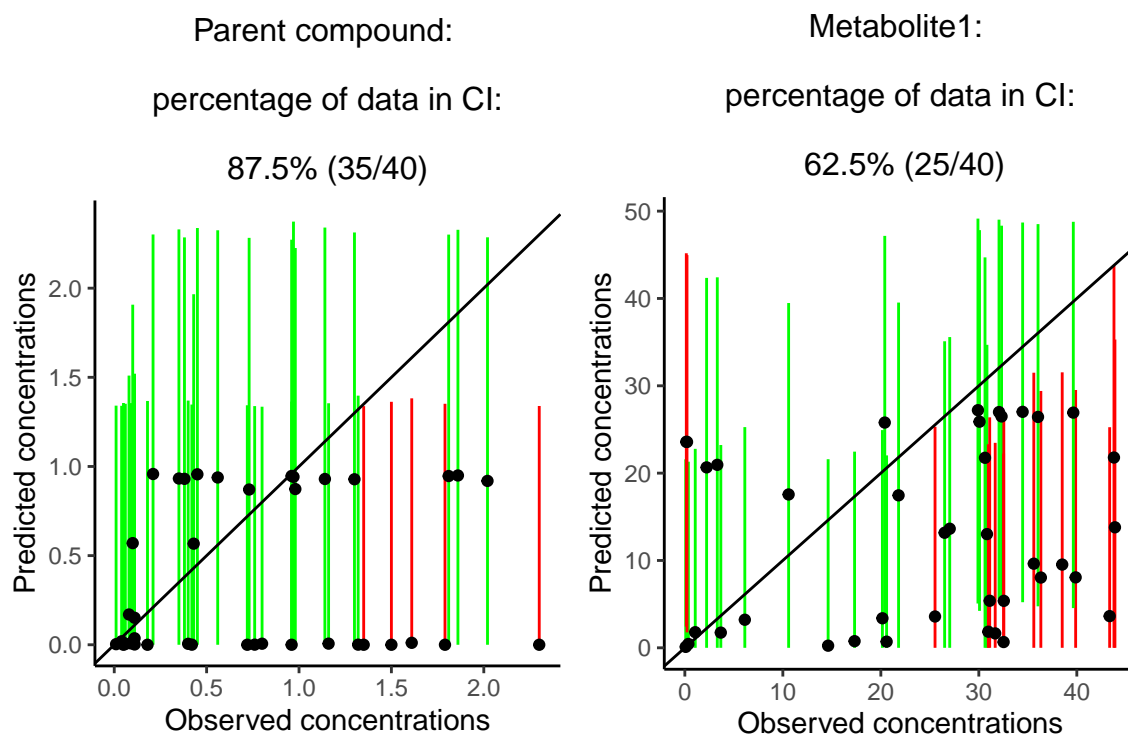 Parent compound:
percentage of data in CI:
87.5% (35/40)
2.0
1.5
1.0
0.5
0.0
Predicted concentrations
0.0 0.5 1.0 1.5 2.0
Observed concentrations
Metabolite1:
percentage of data in CI:
62.5% (25/40)
50
40
30
20
10
0
Predicted concentrations
0 10 20 30 40
Observed concentrations